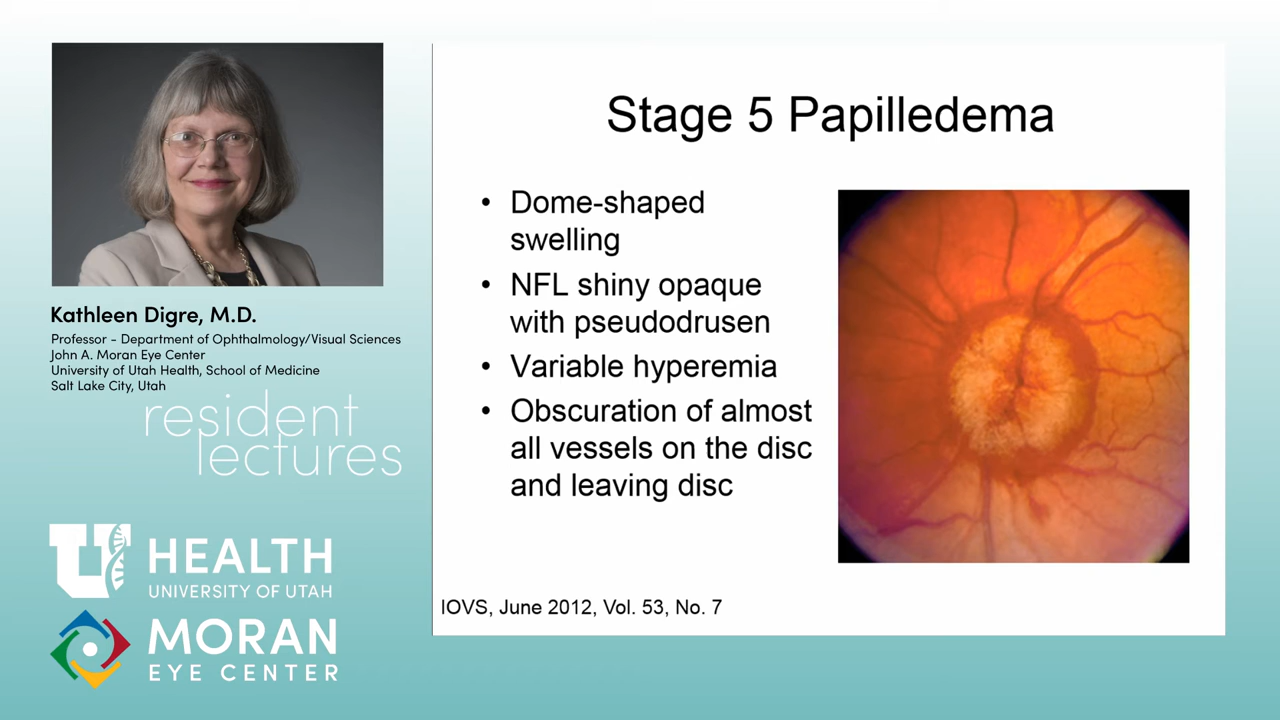 Kathleen Digre, M.D.
Professor - Department of Ophthalmology/Visual Sciences
John A. Moran Eye Center
University of Utah Health, School of Medicine
Salt Lake City, Utah
resident
lectures
U HEALTH
UNIVERSITY OF UTAH
MORAN
EYE CENTER
Stage 5 Papilledema
• Dome-shaped
swelling
• NFL shiny opaque
with pseudodrusen
• Variable hyperemia
• Obscuration of almost
all vessels on the disc
and leaving disc
IOVS, June 2012, Vol. 53, No. 7